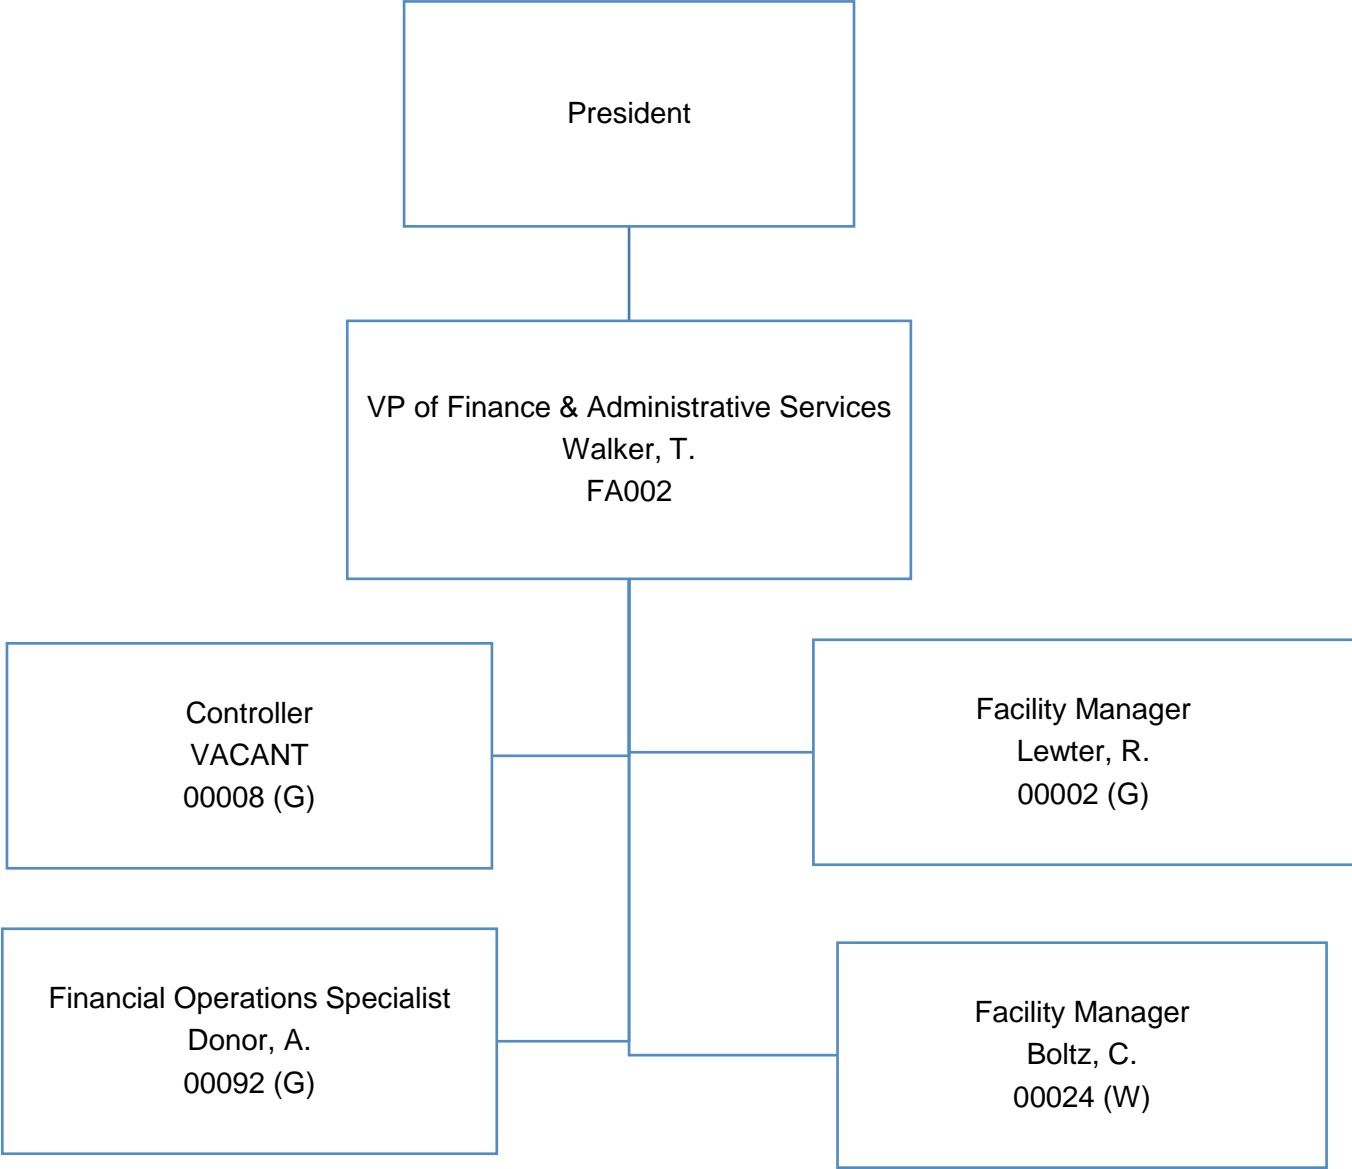 President
VP of Finance & Administrative Services
Walker, T.
FA002
Controller
VACANT
00008 (G)
Facility Manager
Lewter, R.
00002 (G)
Financial Operations Specialist
Donor, A.
00092 (G)
Facility Manager
Boltz, C.
00024 (W)